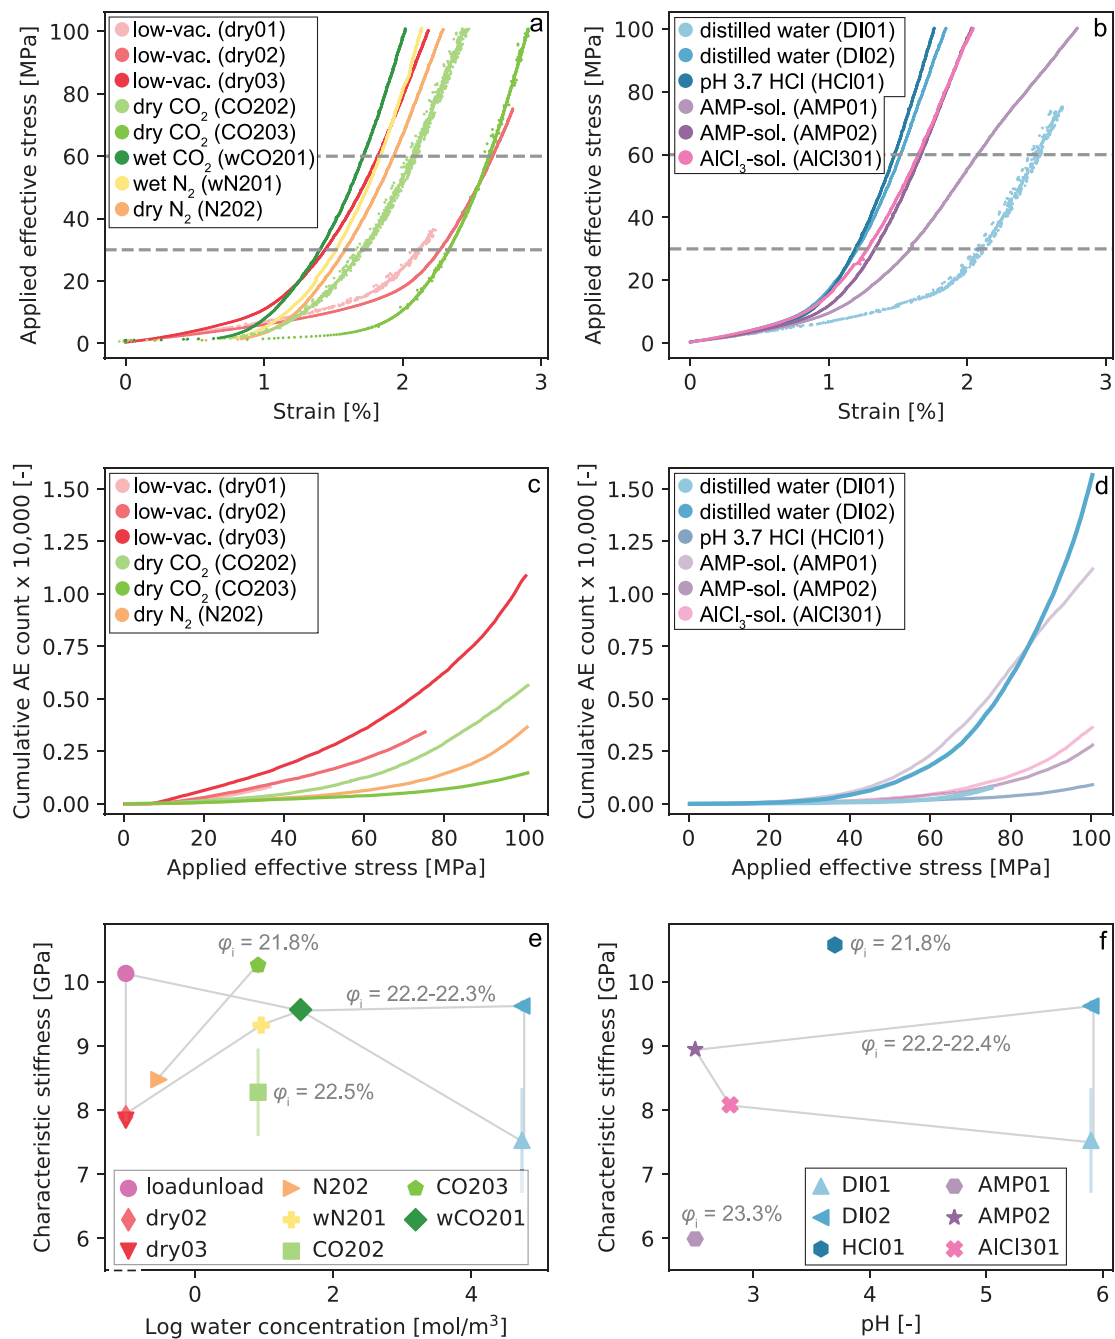 a
low-vac. (dry01)
low-vac. (dry02)
low-vac. (dry03)
dry CO₂ (CO202)
dry CO₂ (CO203)
wet CO₂ (wCO201)
wet N₂ (wN201)
dry N₂ (N202)
Applied effective stress [MPa]
100
80
60
40
20
0
0
1
2
3
Strain [%]
b
distilled water (DI01)
distilled water (DI02)
pH 3.7 HCl (HCl01)
AMP-sol. (AMP01)
AMP-sol. (AMP02)
AlCl₃-sol. (AlCl301)
Applied effective stress [MPa]
100
80
60
40
20
0
0
1
2
3
Strain [%]
c
low-vac. (dry01)
low-vac. (dry02)
low-vac. (dry03)
dry CO₂ (CO202)
dry CO₂ (CO203)
dry N₂ (N202)
Cumulative AE count x 10,000 [-]
1.50
1.25
1.00
0.75
0.50
0.25
0.00
0
20
40
60
80
100
Applied effective stress [MPa]
d
distilled water (DI01)
distilled water (DI02)
pH 3.7 HCl (HCl01)
AMP-sol. (AMP01)
AMP-sol. (AMP02)
AlCl₃-sol. (AlCl301)
Cumulative AE count x 10,000 [-]
1.50
1.25
1.00
0.75
0.50
0.25
0.00
0
20
40
60
80
100
Applied effective stress [MPa]
e
φᵢ = 21.8%
φᵢ = 22.2-22.3%
φᵢ = 22.5%
Characteristic stiffness [GPa]
10
9
8
7
6
loadunload
dry02
dry03
N202
wN201
CO202
CO203
wCO201
0
2
4
Log water concentration [mol/m³]
f
φᵢ = 21.8%
φᵢ = 22.2-22.4%
φᵢ = 23.3%
Characteristic stiffness [GPa]
10
9
8
7
6
DI01
DI02
HCl01
AMP01
AMP02
AlCl301
3
4
5
6
pH [-]